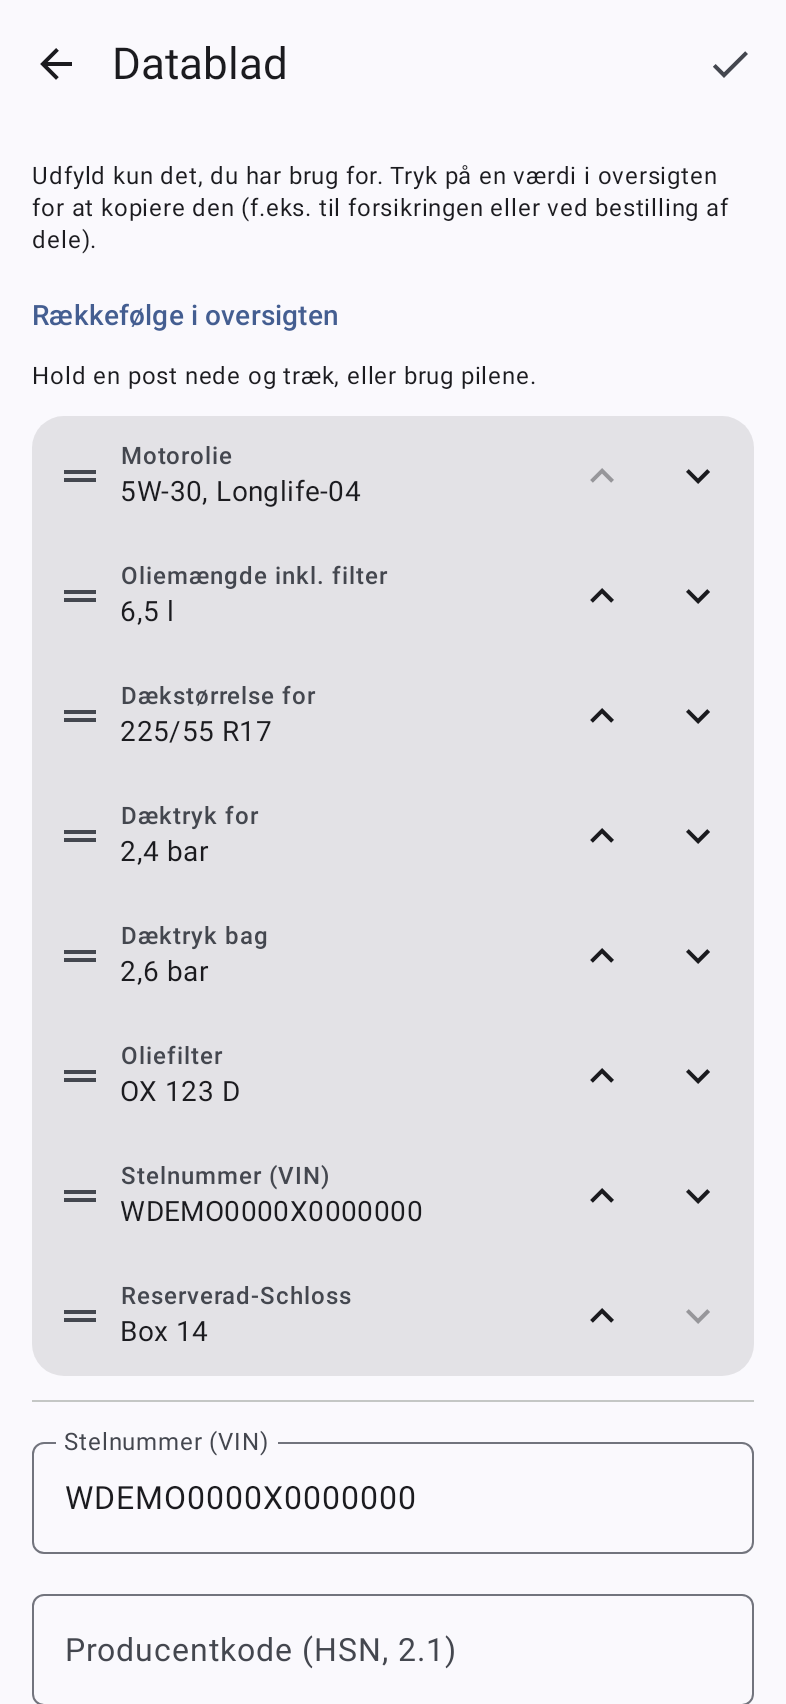 Datablad
Udfyld kun det, du har brug for. Tryk på en værdi i oversigten
for at kopiere den (f.eks. til forsikringen eller ved bestilling af
dele).
Rækkefølge i oversigten
Hold en post nede og træk, eller brug pilene.
Motorolie
5W-30, Longlife-04
Oliemængde inkl. filter
6,5 l
Dækstørrelse for
225/55 R17
Dæktryk for
2,4 bar
Dæktryk bag
2,6 bar
Oliefilter
OX 123 D
Stelnummer (VIN)
WDEMO0000X0000000
Reserverad-Schloss
Box 14
Stelnummer (VIN)
WDEMO0000X0000000
Producentkode (HSN, 2.1)